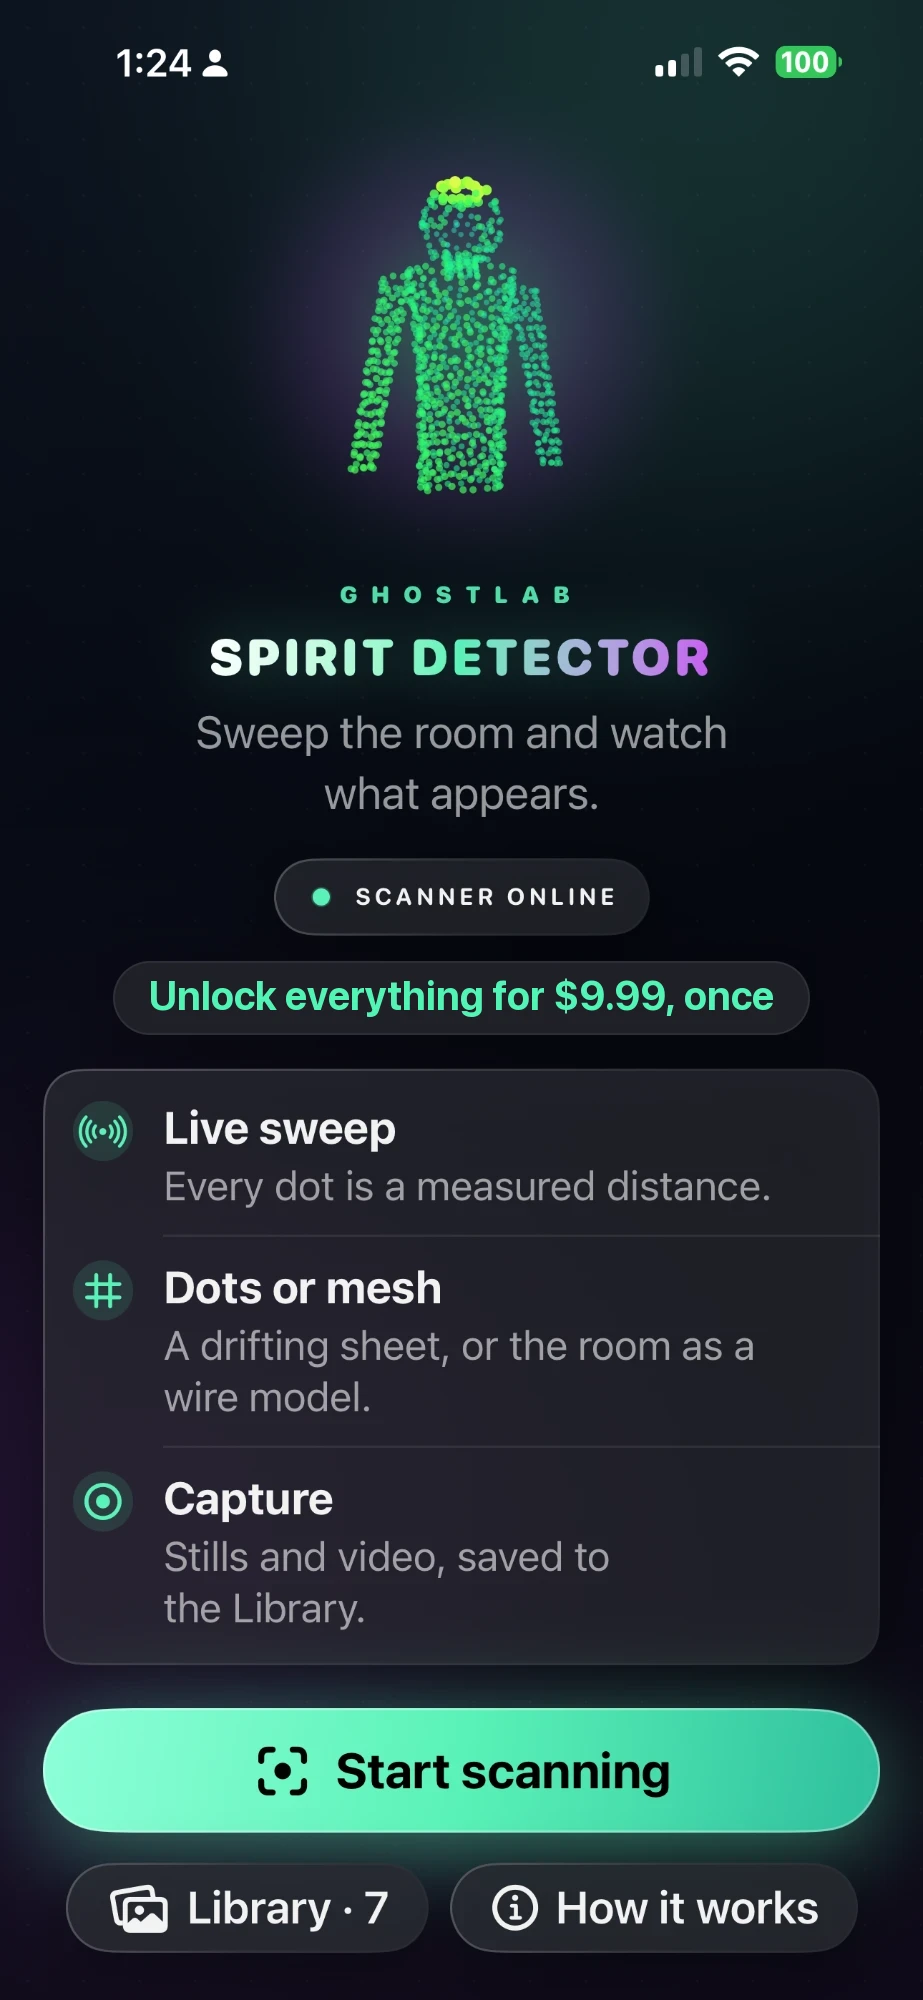 1:24
100
GHOSTLAB
SPIRIT DETECTOR
Sweep the room and watch
what appears.
SCANNER ONLINE
Unlock everything for $9.99, once
Live sweep
Every dot is a measured distance.
Dots or mesh
A drifting sheet, or the room as a
wire model.
Capture
Stills and video, saved to
the Library.
Start scanning
Library · 7
How it works